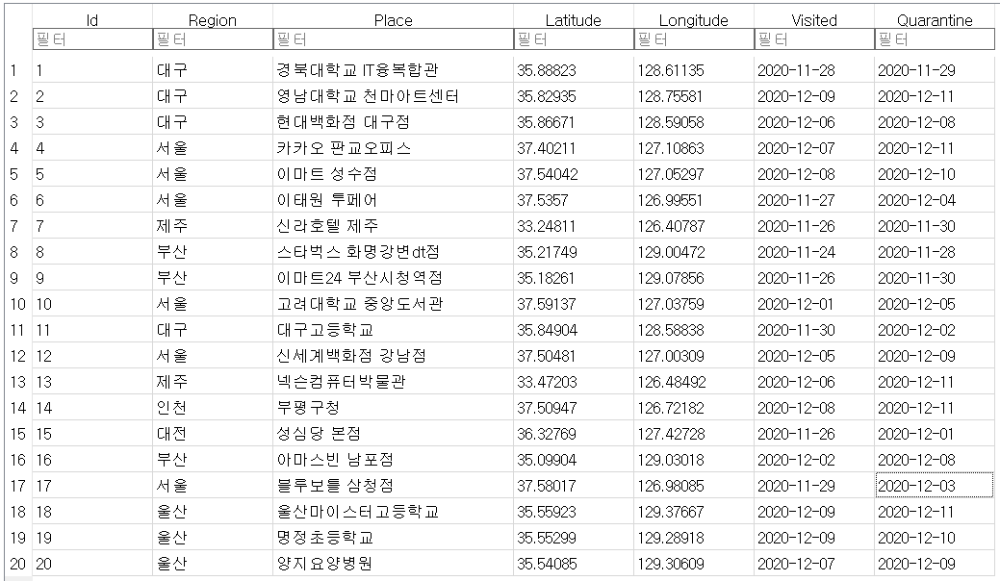 Id Region Place Latitude Longitude Visited Quarantine
필터 필터 필터 필터 필터 필터 필터
1 1 대구 경북대학교 IT융복합관 35.88823 128.61135 2020-11-28 2020-11-29
2 2 대구 영남대학교 천마아트센터 35.82935 128.75581 2020-12-09 2020-12-11
3 3 대구 현대백화점 대구점 35.86671 128.59058 2020-12-06 2020-12-08
4 4 서울 카카오 판교오피스 37.40211 127.10863 2020-12-07 2020-12-11
5 5 서울 이마트 성수점 37.54042 127.05297 2020-12-08 2020-12-10
6 6 서울 이태원 투페어 37.5357 126.99551 2020-11-27 2020-12-04
7 7 제주 신라호텔 제주 33.24811 126.40787 2020-11-26 2020-11-30
8 8 부산 스타벅스 화명강변dt점 35.21749 129.00472 2020-11-24 2020-11-28
9 9 부산 이마트24 부산시청역점 35.18261 129.07856 2020-11-26 2020-11-30
10 10 서울 고려대학교 중앙도서관 37.59137 127.03759 2020-12-01 2020-12-05
11 11 대구 대구고등학교 35.84904 128.58838 2020-11-30 2020-12-02
12 12 서울 신세계백화점 강남점 37.50481 127.00309 2020-12-05 2020-12-09
13 13 제주 넥슨컴퓨터박물관 33.47203 126.48492 2020-12-06 2020-12-11
14 14 인천 부평구청 37.50947 126.72182 2020-12-08 2020-12-11
15 15 대전 성심당 본점 36.32769 127.42728 2020-11-26 2020-12-01
16 16 부산 아마스빈 남포점 35.09904 129.03018 2020-12-02 2020-12-08
17 17 서울 블루보틀 삼청점 37.58017 126.98085 2020-11-29 2020-12-03
18 18 울산 울산마이스터고등학교 35.55923 129.37667 2020-12-09 2020-12-11
19 19 울산 명정초등학교 35.55299 129.28918 2020-12-09 2020-12-10
20 20 울산 양지요양병원 35.54085 129.30609 2020-12-07 2020-12-09